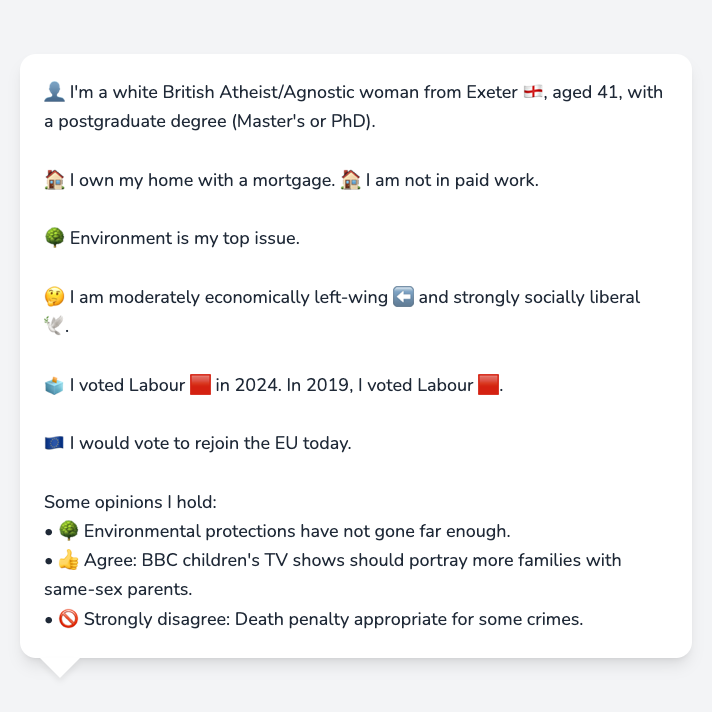 👤 I'm a white British Atheist/Agnostic woman from Exeter 🏴󠁧󠁢󠁥󠁮󠁧󠁿, aged 41, with
a postgraduate degree (Master's or PhD).
🏠 I own my home with a mortgage. 🏠 I am not in paid work.
🌳 Environment is my top issue.
🤔 I am moderately economically left-wing ⬅️ and strongly socially liberal
🕊️.
🗳️ I voted Labour 🟥 in 2024. In 2019, I voted Labour 🟥.
🇪🇺 I would vote to rejoin the EU today.
Some opinions I hold:
• 🌳 Environmental protections have not gone far enough.
• 👍 Agree: BBC children's TV shows should portray more families with
same-sex parents.
• 🚫 Strongly disagree: Death penalty appropriate for some crimes.